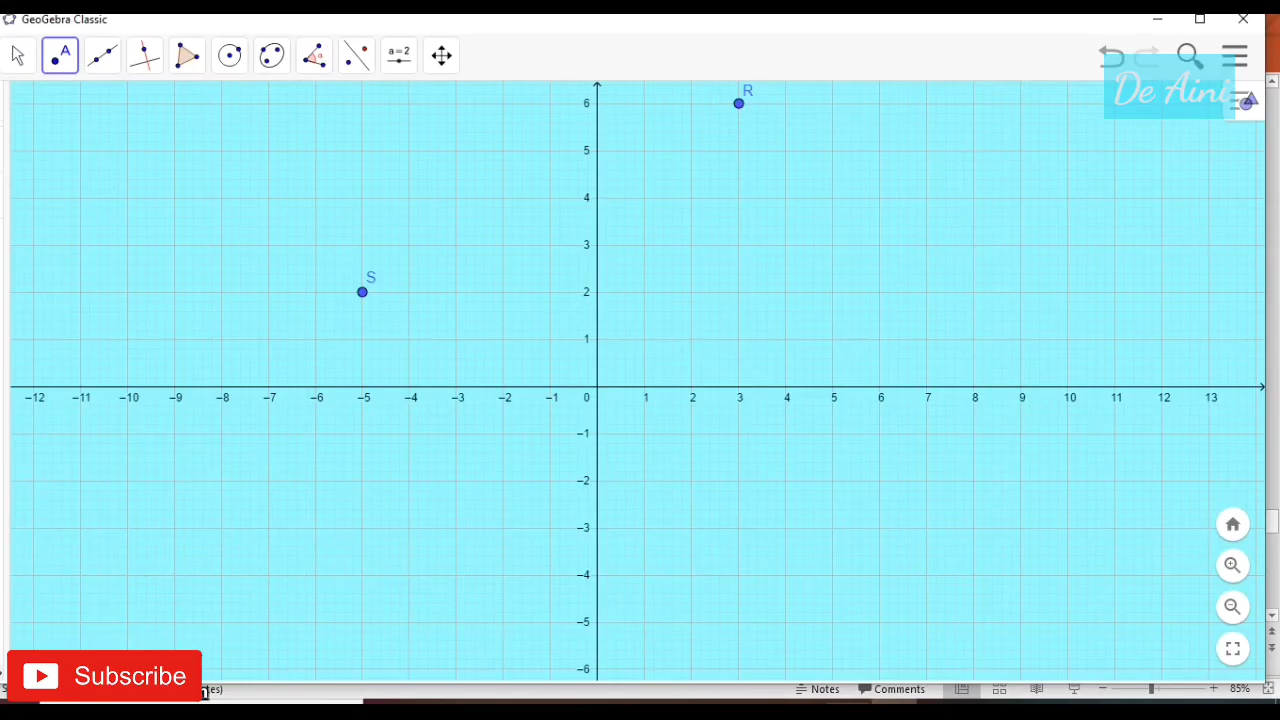 GeoGebra Classic
A
a=2
De Aini
R
6
5
4
3
S
2
1
−12 −11 −10 −9 −8 −7 −6 −5 −4 −3 −2 −1 0 1 2 3 4 5 6 7 8 9 10 11 12 13
−1
−2
−3
−4
−5
−6
Subscribe
Notes Comments 85%